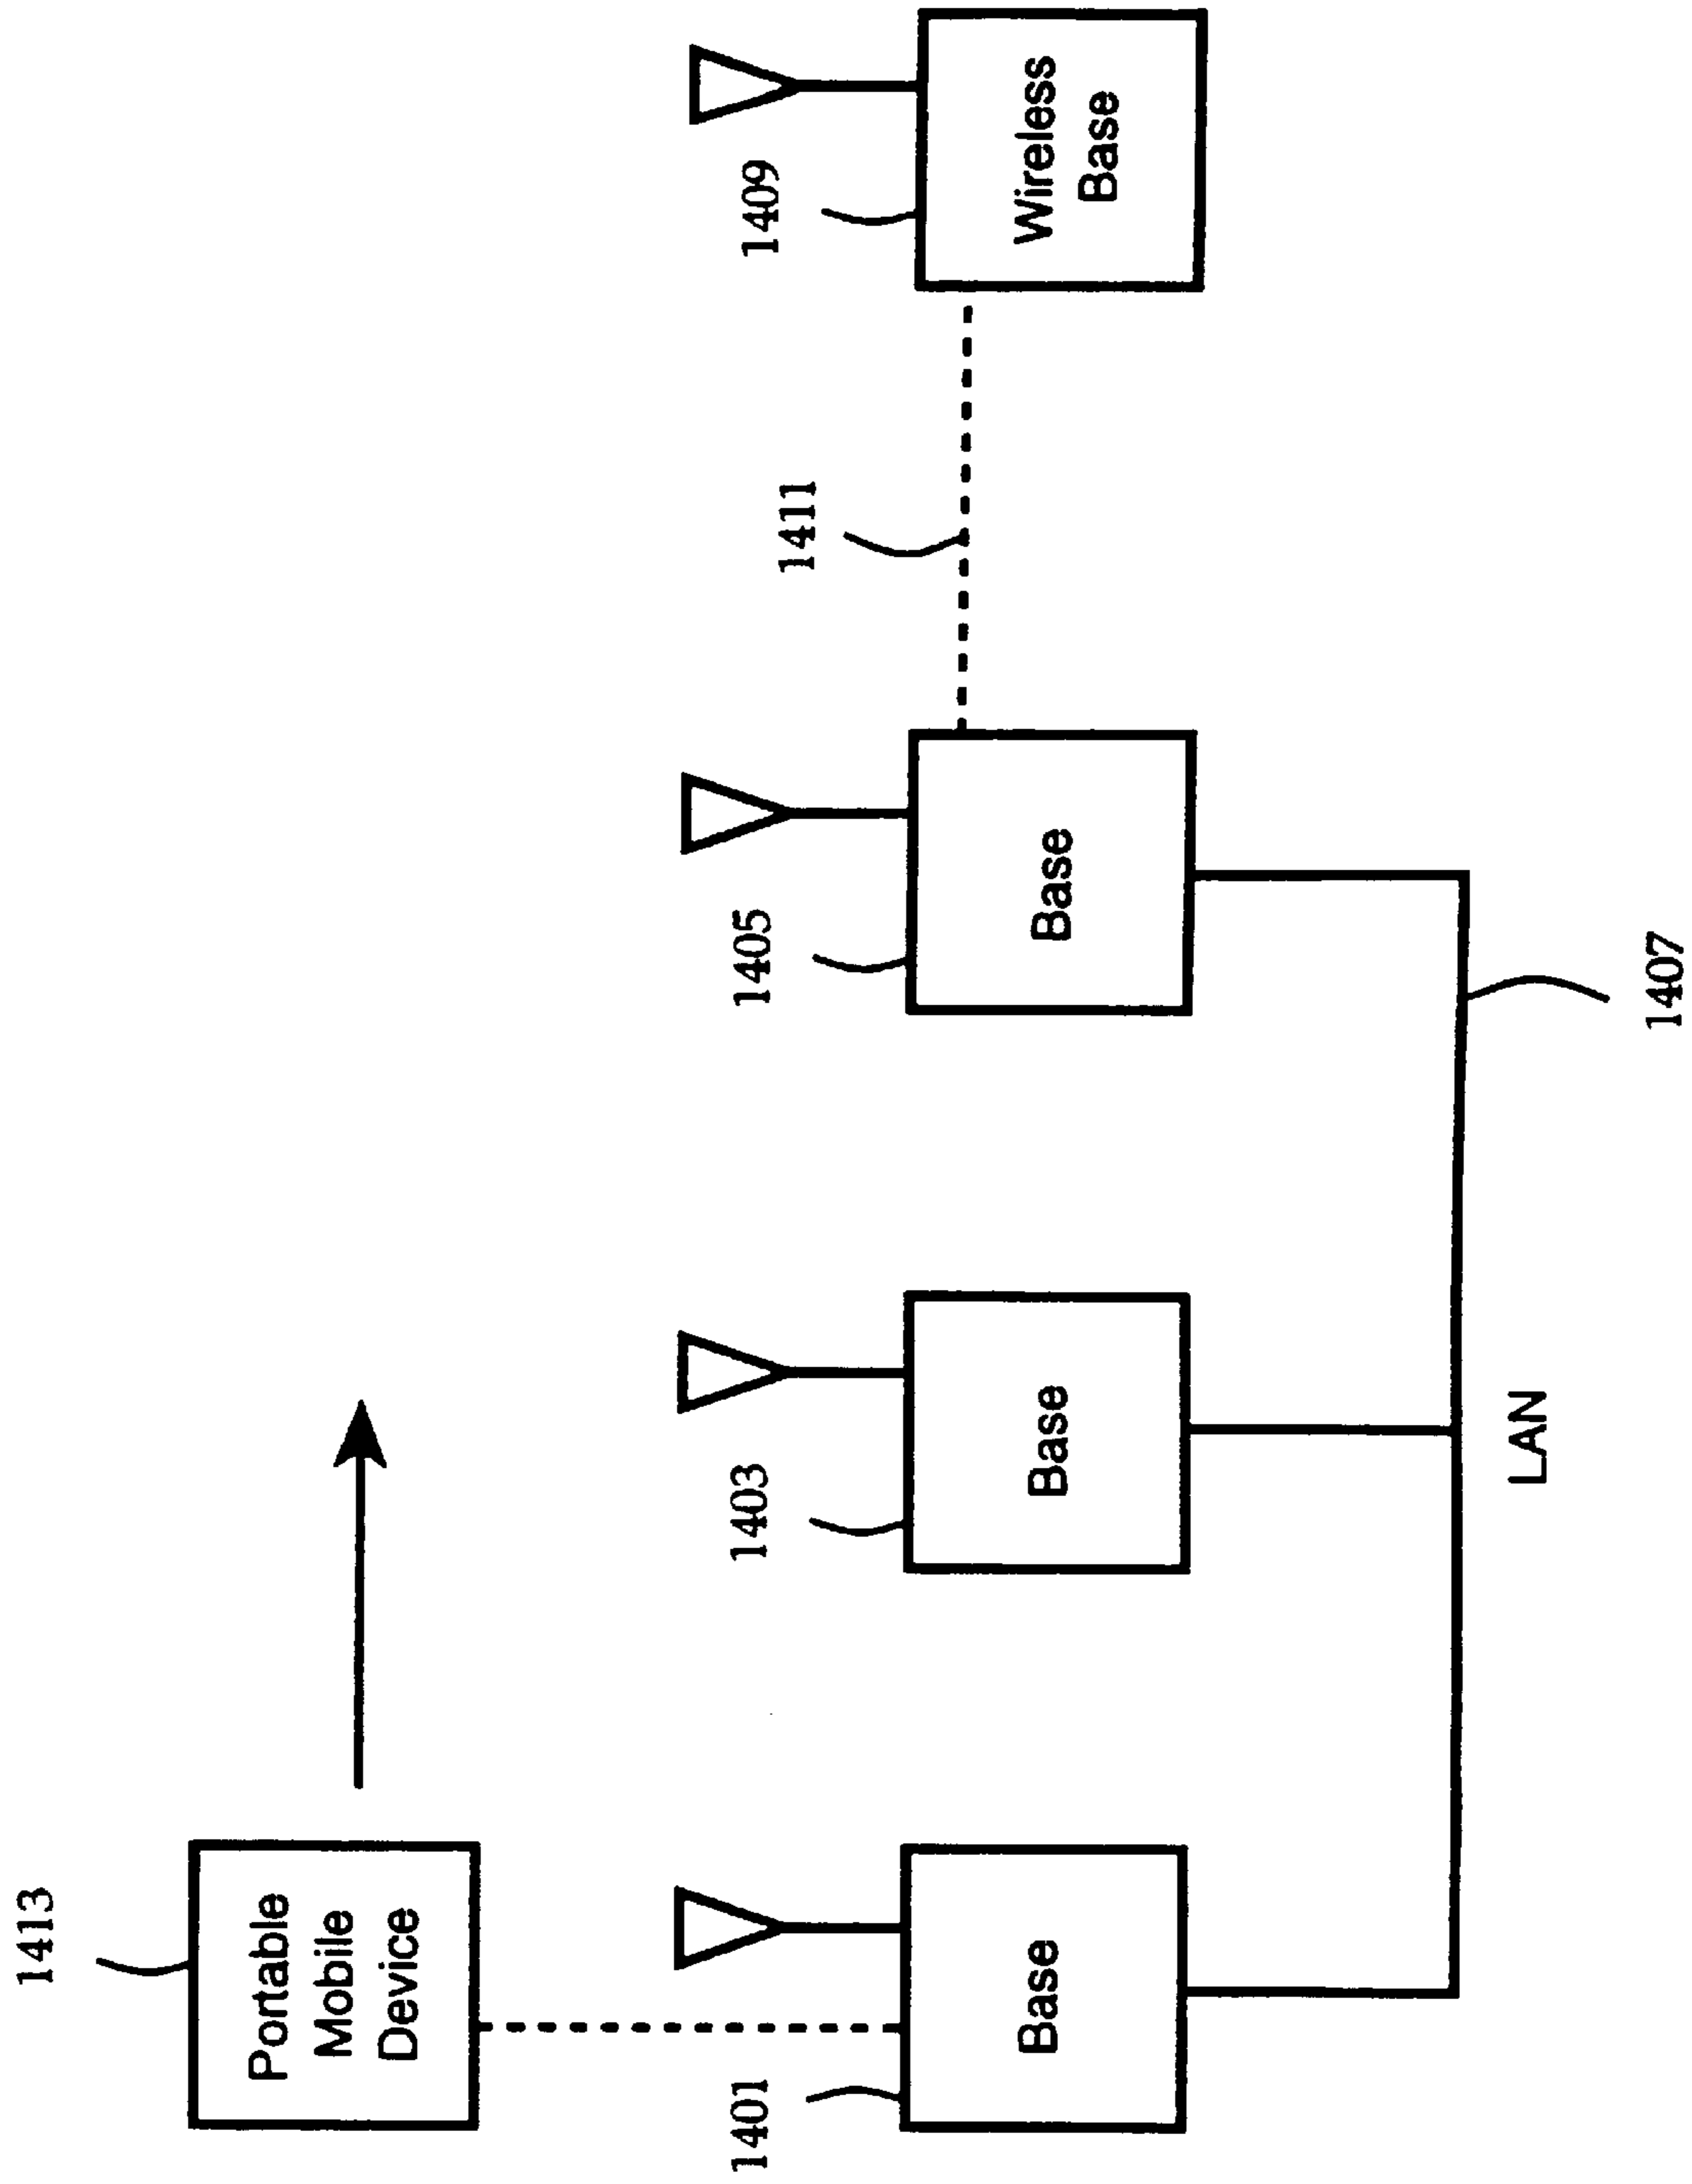 1413
Portable
Mobile
Device
1401
Base
1403
Base
1405
Base
1411
1409
Wireless
Base
LAN
1407